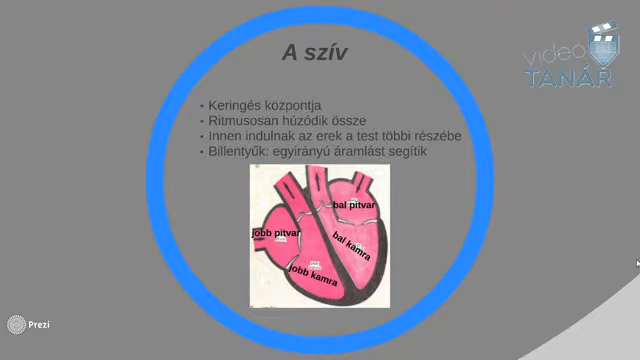 A szív
video
TANÁR
• Keringés központja
• Ritmusosan húzódik össze
• Innen indulnak az erek a test többi részébe
• Billentyűk: egyirányú áramlást segítik
bal pitvar
jobb pitvar
bal kamra
jobb kamra
Prezi